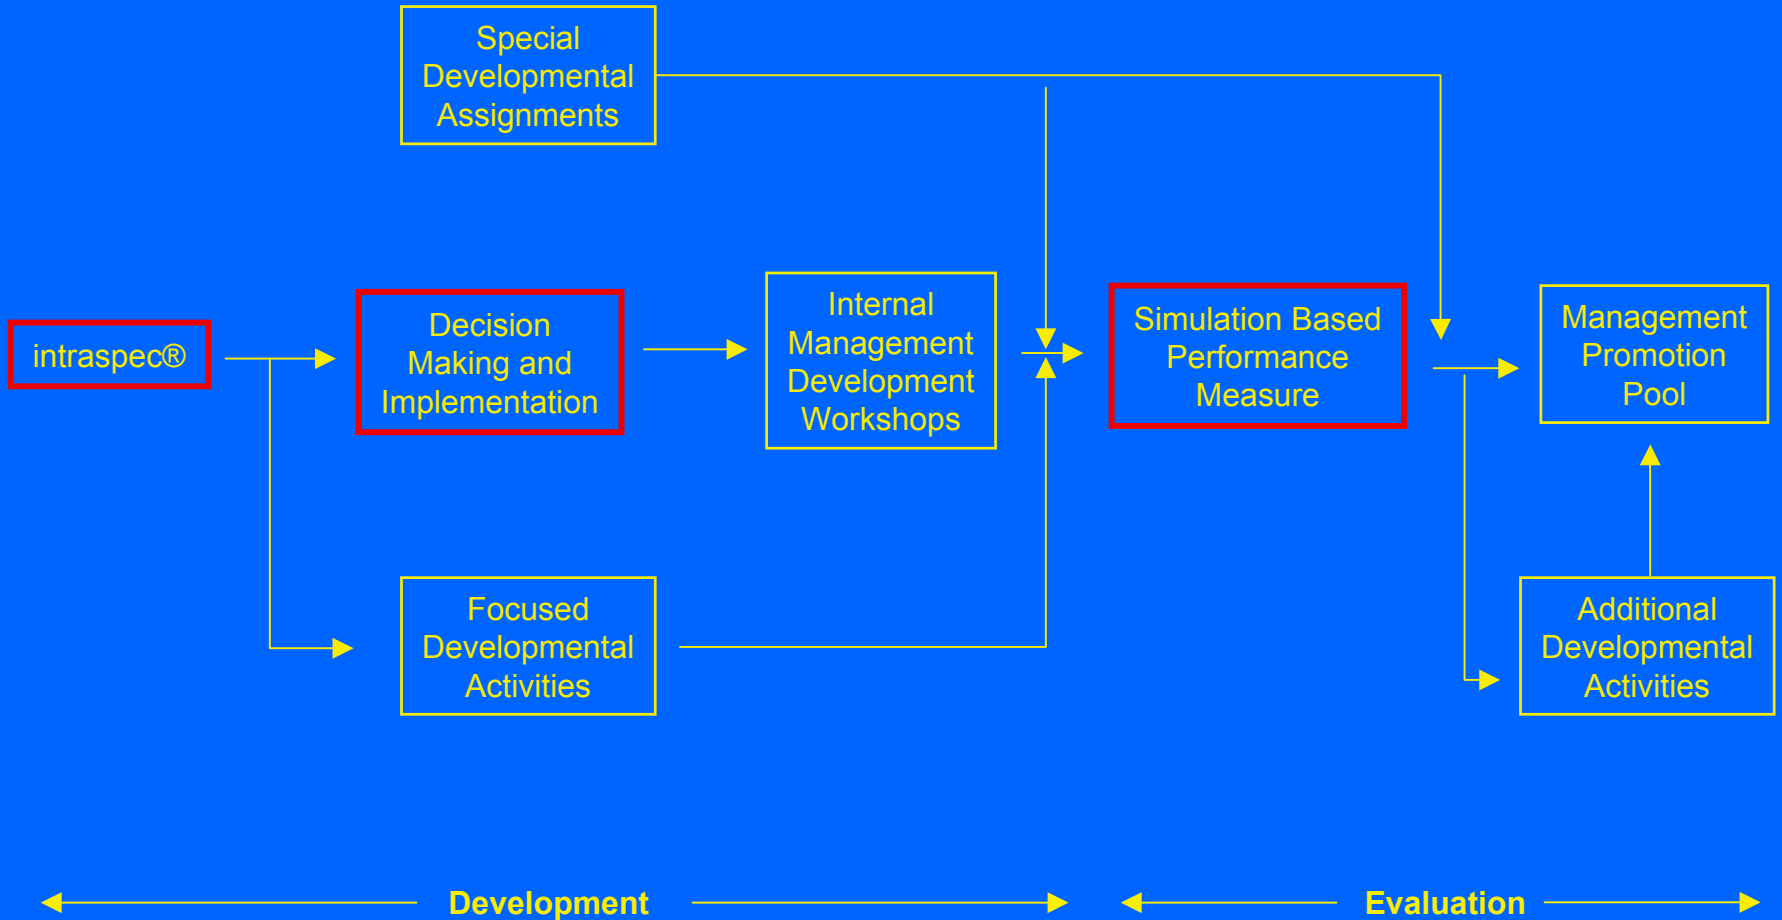 Special
Developmental
Assignments
intraspec®
Decision
Making and
Implementation
Internal
Management
Development
Workshops
Simulation Based
Performance
Measure
Management
Promotion
Pool
Focused
Developmental
Activities
Additional
Developmental
Activities
Development
Evaluation